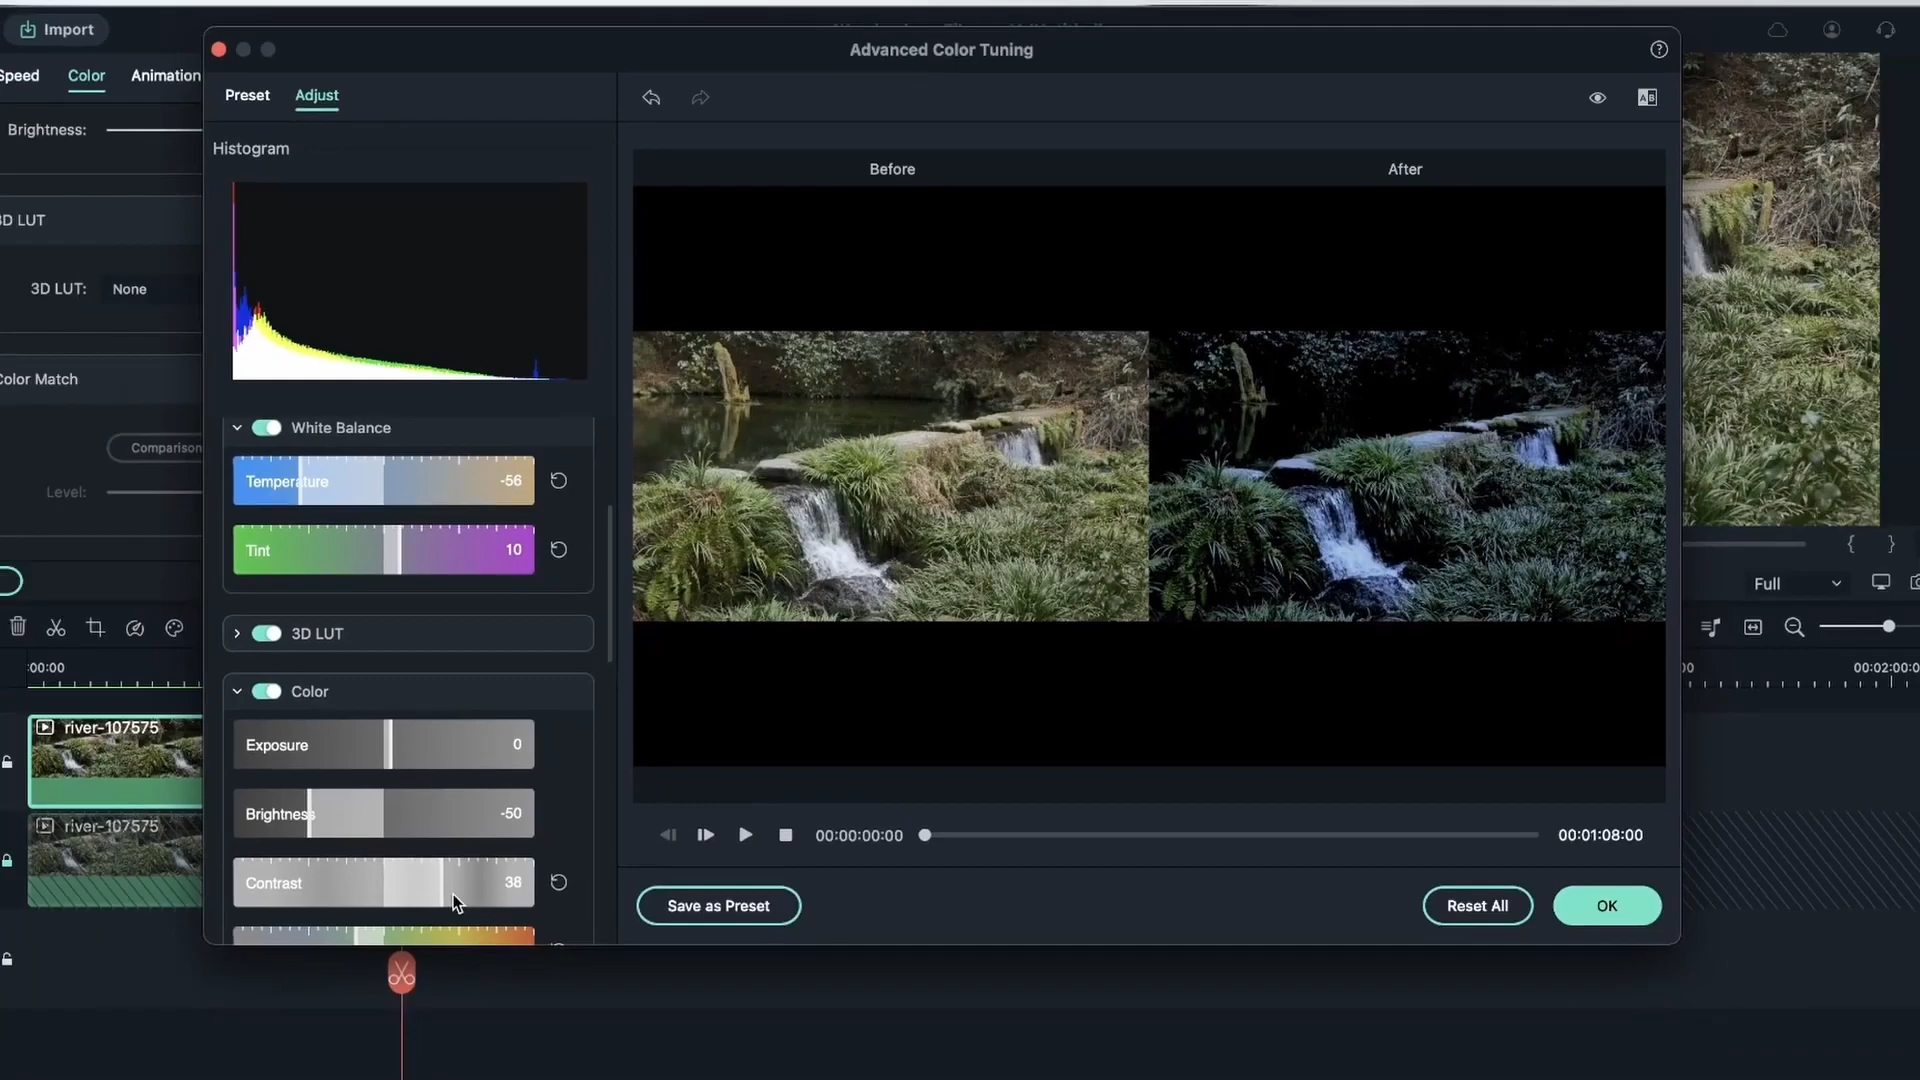 Import
Advanced Color Tuning
Speed
Color
Animation
Preset
Adjust
Brightness:
Histogram
Before
After
3D LUT
3D LUT:
None
Color Match
Comparison
Level:
White Balance
Temperature
-56
Tint
10
3D LUT
Color
Exposure
0
Brightness
-50
Contrast
38
AB
00:00:00:00
00:01:08:00
Save as Preset
Reset All
OK
Full
:00:00
00
00:02:00:0
river-107575
river-107575